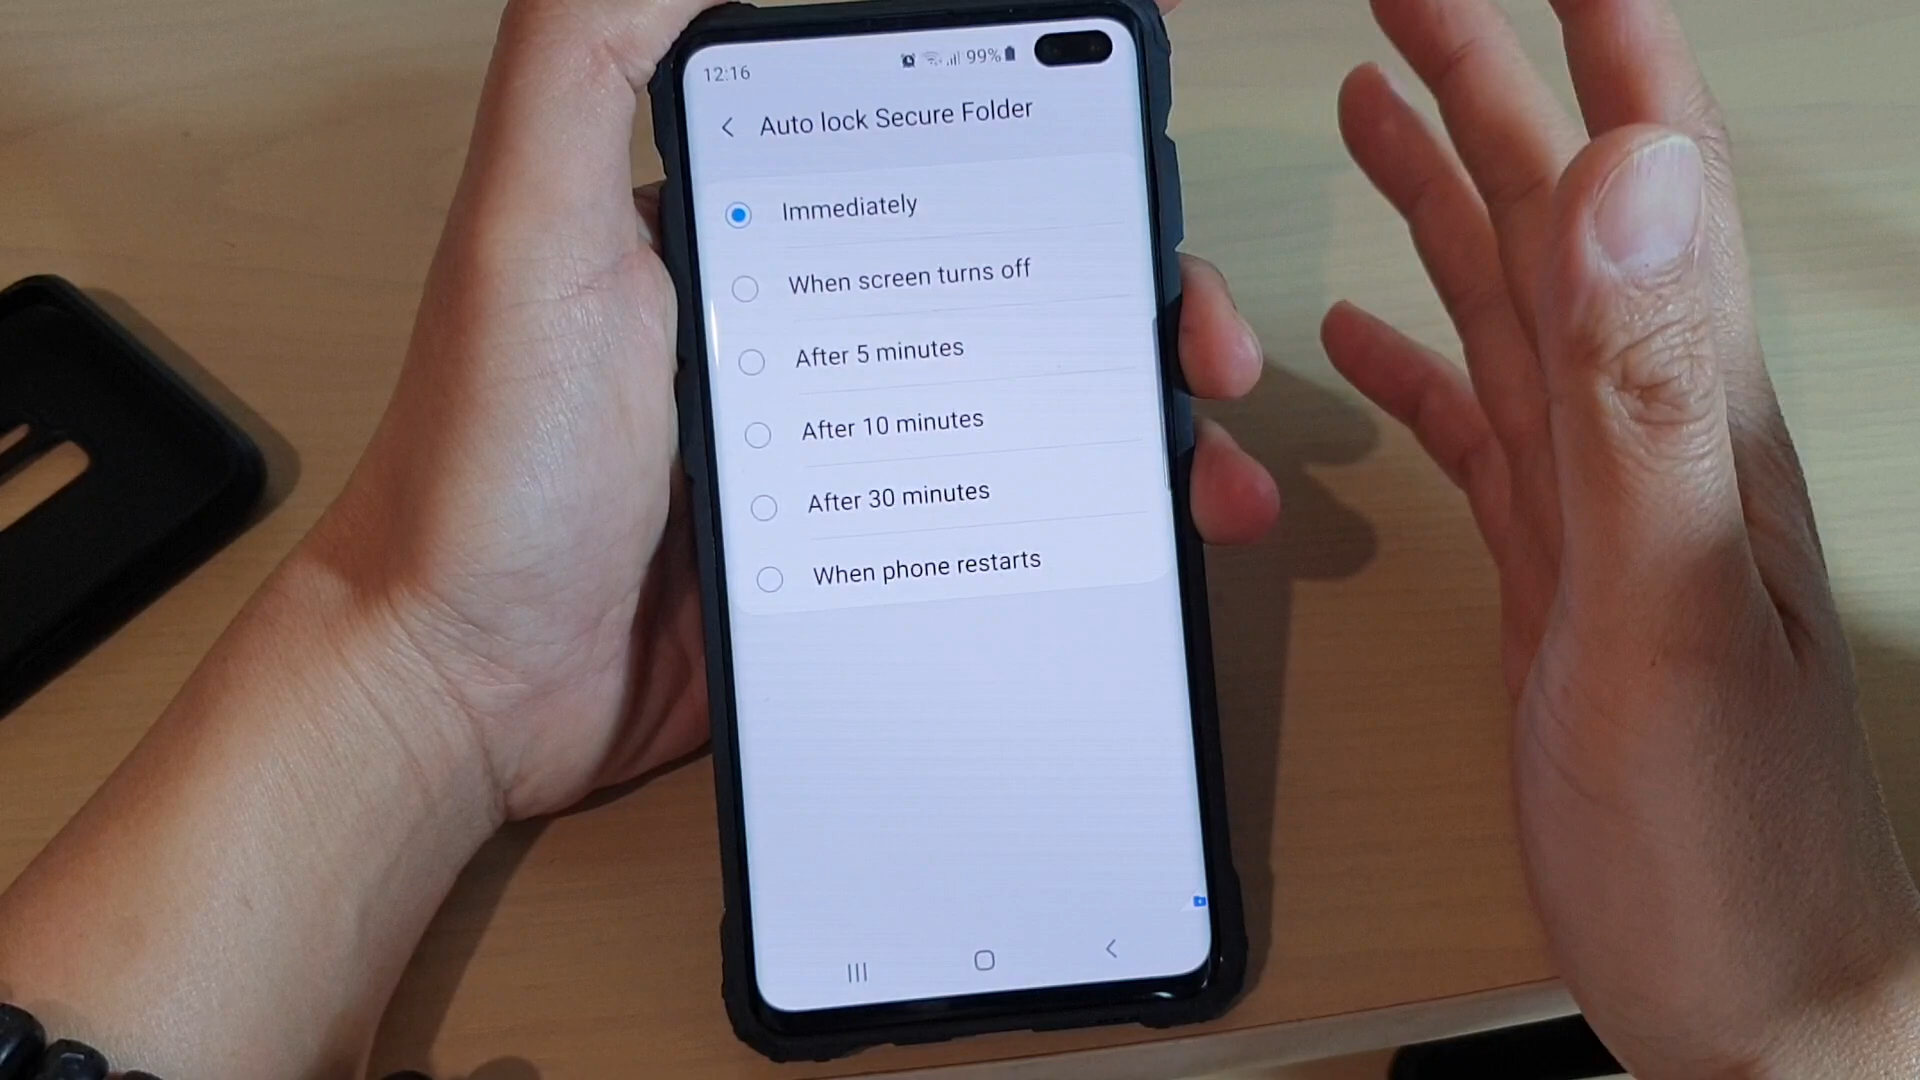 12:16
99%
Auto lock Secure Folder
Immediately
When screen turns off
After 5 minutes
After 10 minutes
After 30 minutes
When phone restarts